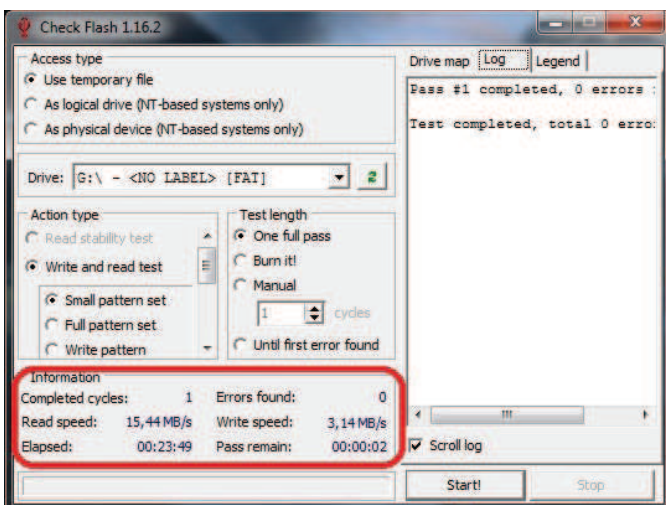 Check Flash 1.16.2
Access type
Use temporary file
As logical drive (NT-based systems only)
As physical device (NT-based systems only)
Drive: G:\ - <NO LABEL> [FAT]
Action type
Read stability test
Write and read test
Small pattern set
Full pattern set
Write pattern
Test length
One full pass
Burn it!
Manual
1 cycles
Until first error found
Information
Completed cycles: 1 Errors found: 0
Read speed: 15,44 MB/s Write speed: 3,14 MB/s
Elapsed: 00:23:49 Pass remain: 00:00:02
Drive map Log Legend
Pass #1 completed, 0 errors
Test completed, total 0 erro
Scroll log
Start! Stop